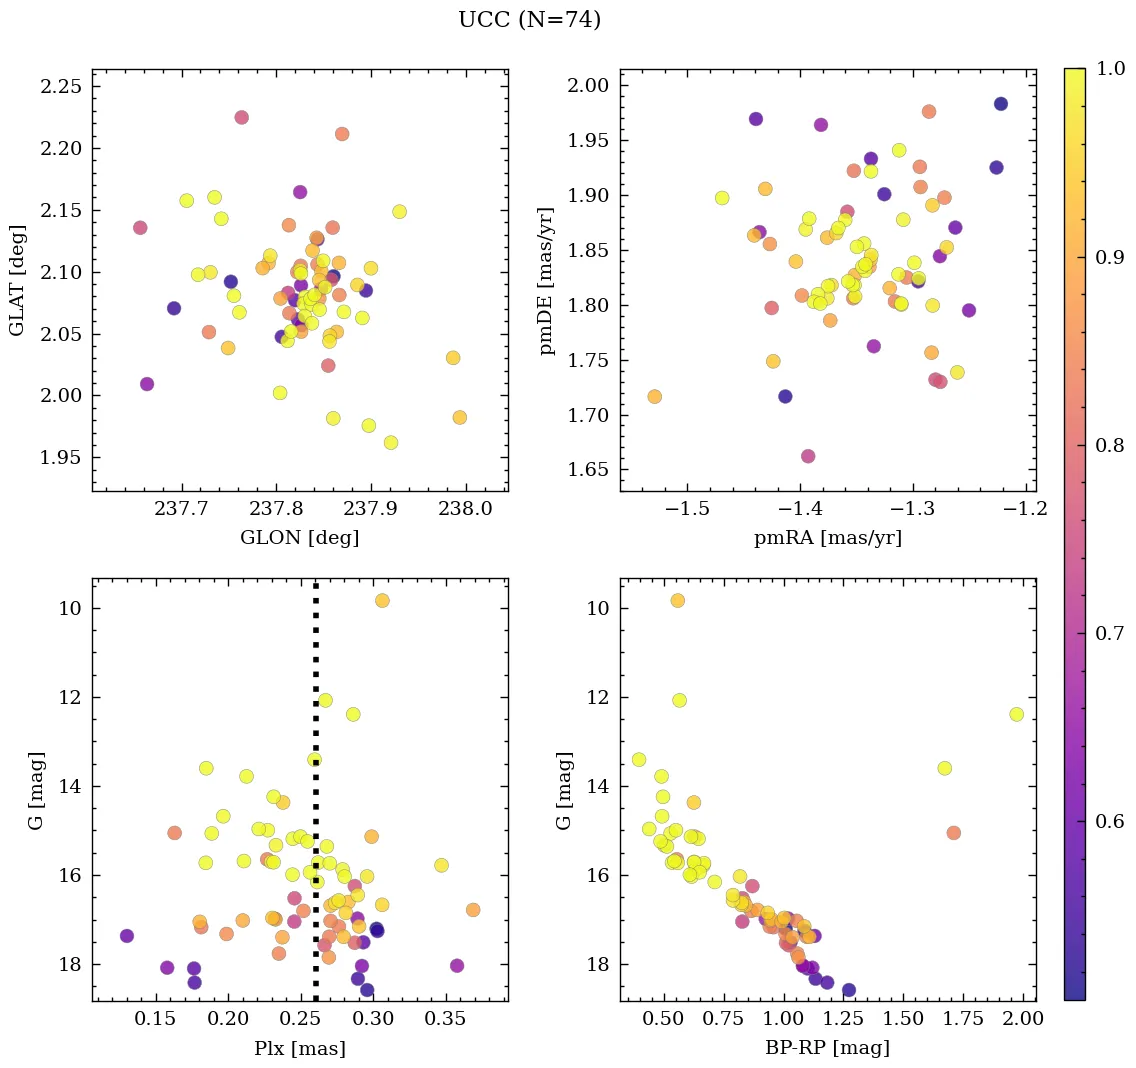 UCC (N=74)
2.25
2.20
2.15
2.10
2.05
2.00
1.95
GLAT [deg]
237.7 237.8 237.9 238.0
GLON [deg]
2.00
1.95
1.90
1.85
1.80
1.75
1.70
1.65
pmDE [mas/yr]
−1.5 −1.4 −1.3 −1.2
pmRA [mas/yr]
10
12
14
16
18
G [mag]
0.15 0.20 0.25 0.30 0.35
Plx [mas]
10
12
14
16
18
G [mag]
0.50 0.75 1.00 1.25 1.50 1.75 2.00
BP-RP [mag]
1.0
0.9
0.8
0.7
0.6